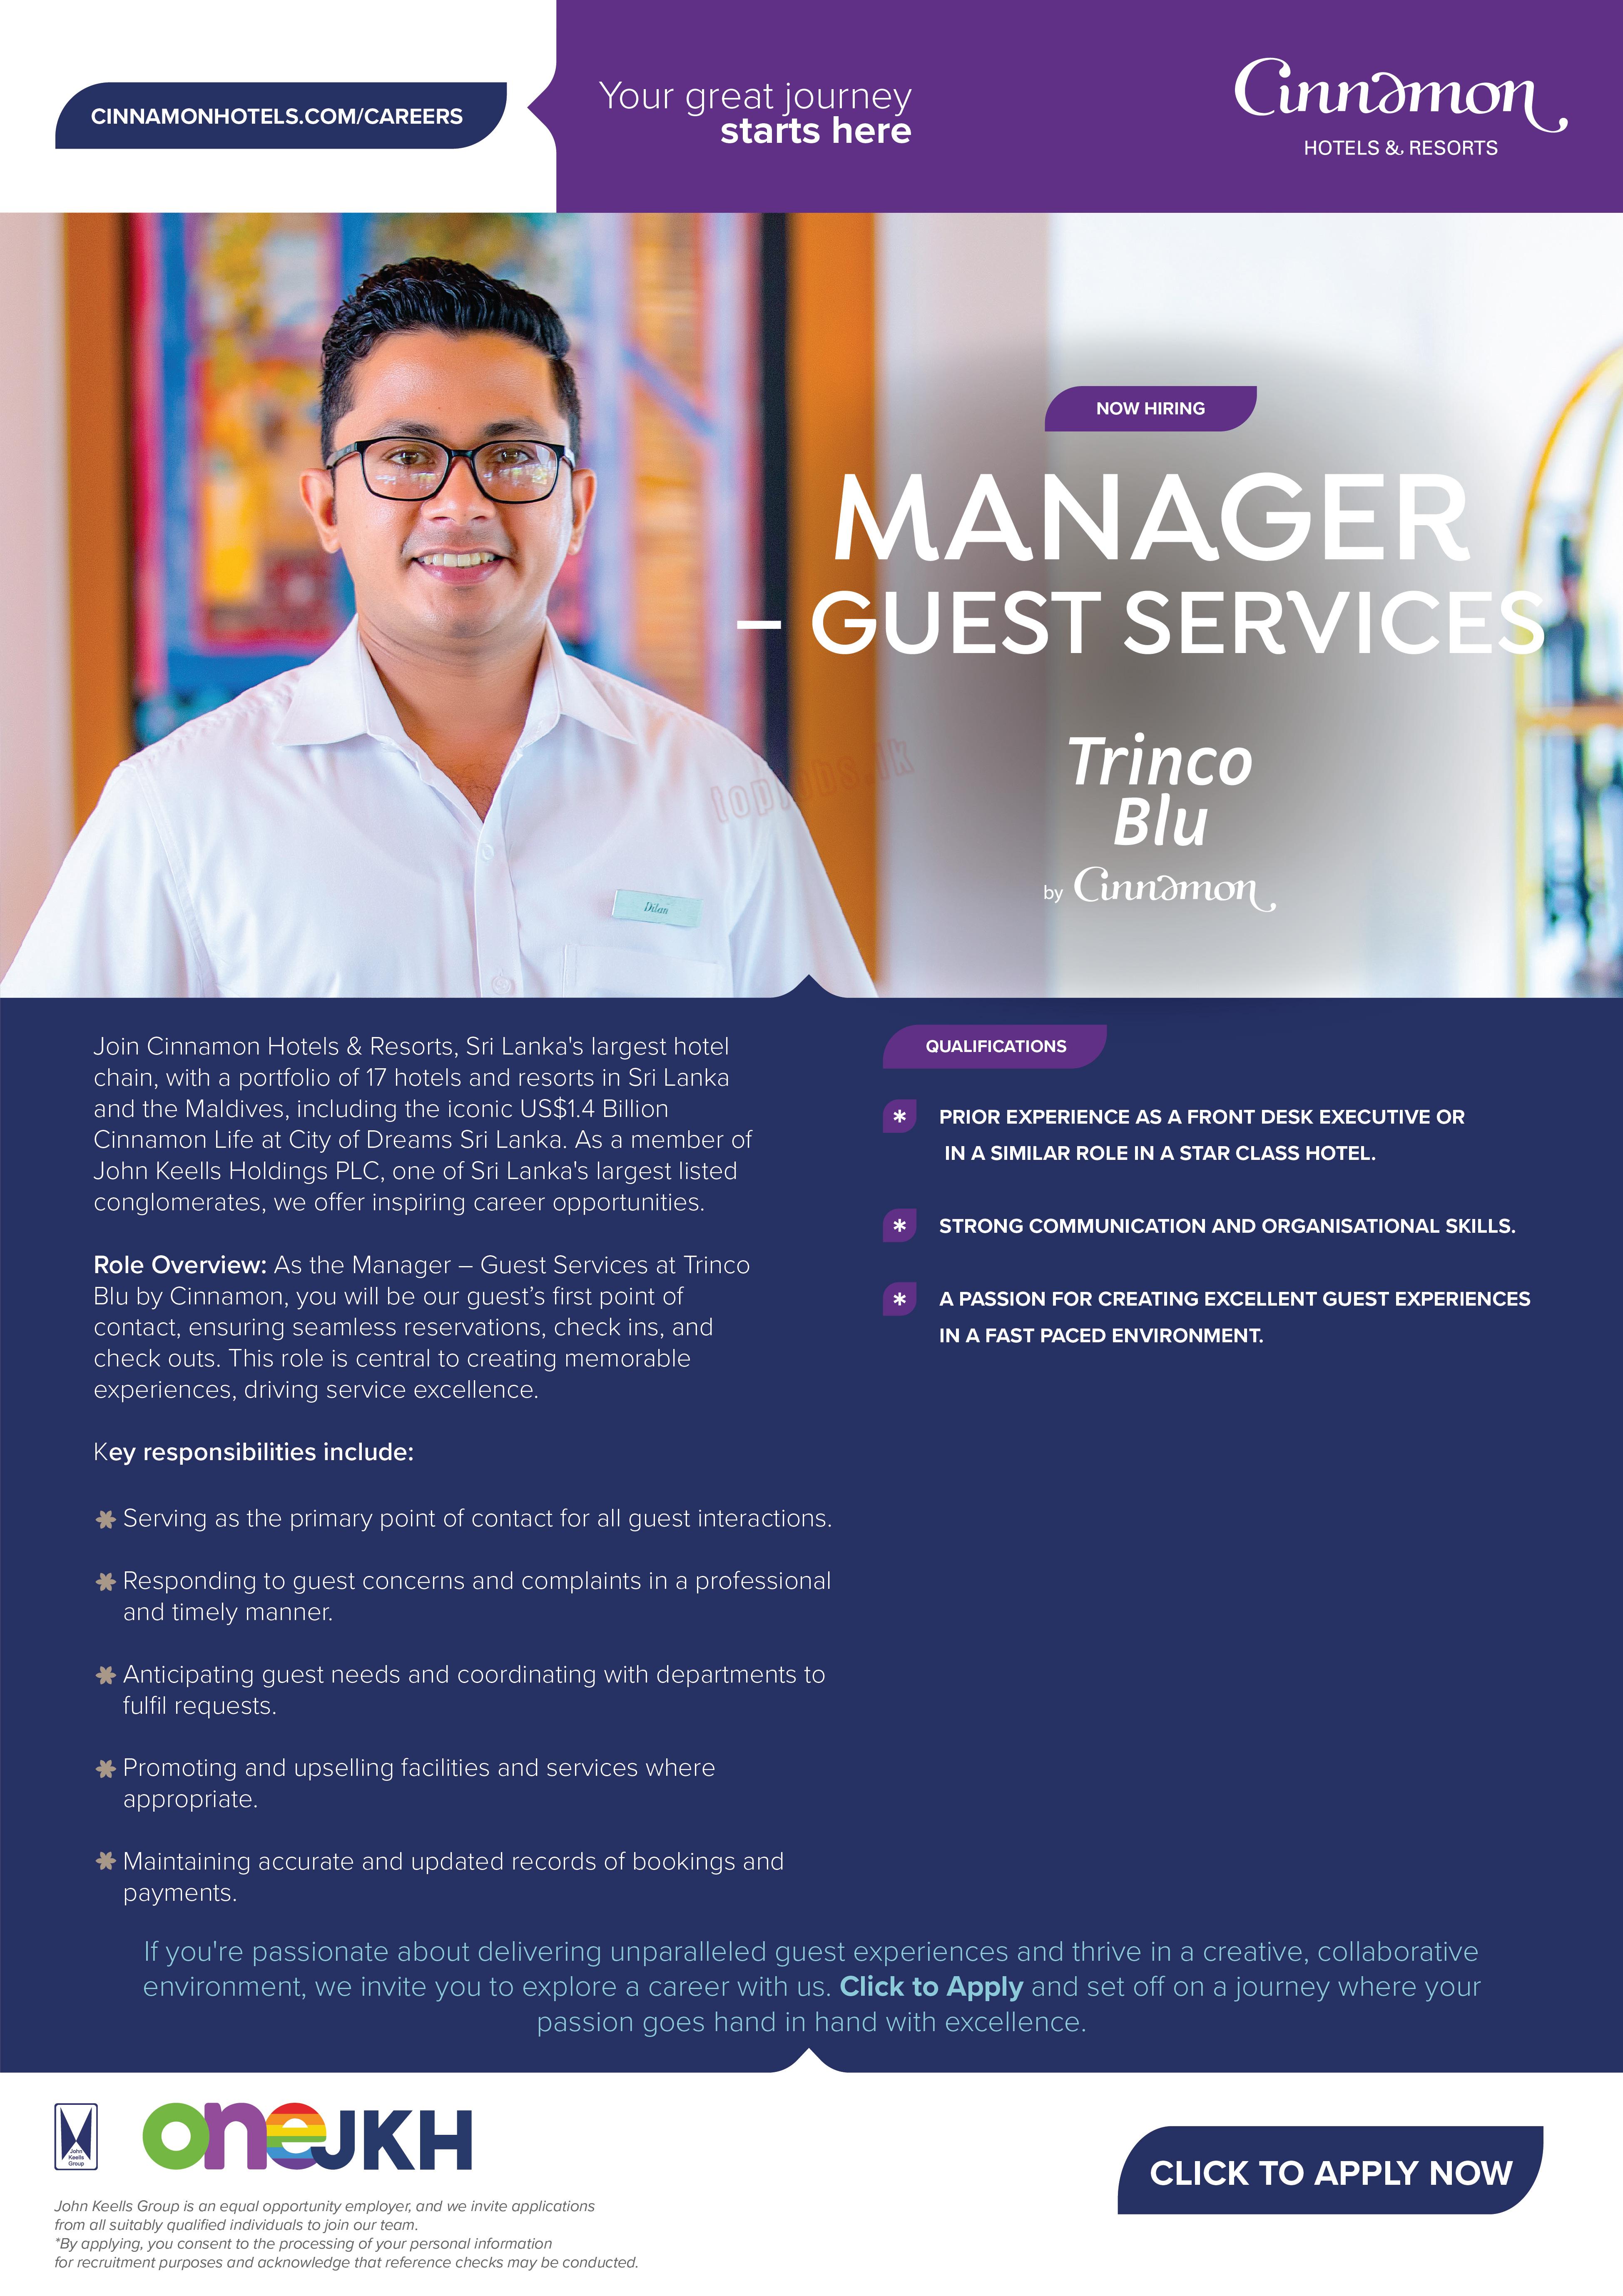 CINNAMONHOTELS.COM/CAREERS
Your great journey
starts here
Cinnamon
HOTELS & RESORTS
NOW HIRING
MANAGER
– GUEST SERVICES
Trinco
Blu
by Cinnamon
topjobs.lk
Dilan
Join Cinnamon Hotels & Resorts, Sri Lanka's largest hotel
chain, with a portfolio of 17 hotels and resorts in Sri Lanka
and the Maldives, including the iconic US$1.4 Billion
Cinnamon Life at City of Dreams Sri Lanka. As a member of
John Keells Holdings PLC, one of Sri Lanka's largest listed
conglomerates, we offer inspiring career opportunities.
Role Overview: As the Manager – Guest Services at Trinco
Blu by Cinnamon, you will be our guest’s first point of
contact, ensuring seamless reservations, check ins, and
check outs. This role is central to creating memorable
experiences, driving service excellence.
Key responsibilities include:
Serving as the primary point of contact for all guest interactions.
Responding to guest concerns and complaints in a professional
and timely manner.
Anticipating guest needs and coordinating with departments to
fulfil requests.
Promoting and upselling facilities and services where
appropriate.
Maintaining accurate and updated records of bookings and
payments.
QUALIFICATIONS
* PRIOR EXPERIENCE AS A FRONT DESK EXECUTIVE OR
IN A SIMILAR ROLE IN A STAR CLASS HOTEL.
* STRONG COMMUNICATION AND ORGANISATIONAL SKILLS.
* A PASSION FOR CREATING EXCELLENT GUEST EXPERIENCES
IN A FAST PACED ENVIRONMENT.
If you're passionate about delivering unparalleled guest experiences and thrive in a creative, collaborative
environment, we invite you to explore a career with us. Click to Apply and set off on a journey where your
passion goes hand in hand with excellence.
John
Keells
Group
oneJKH
CLICK TO APPLY NOW
John Keells Group is an equal opportunity employer, and we invite applications
from all suitably qualified individuals to join our team.
*By applying, you consent to the processing of your personal information
for recruitment purposes and acknowledge that reference checks may be conducted.